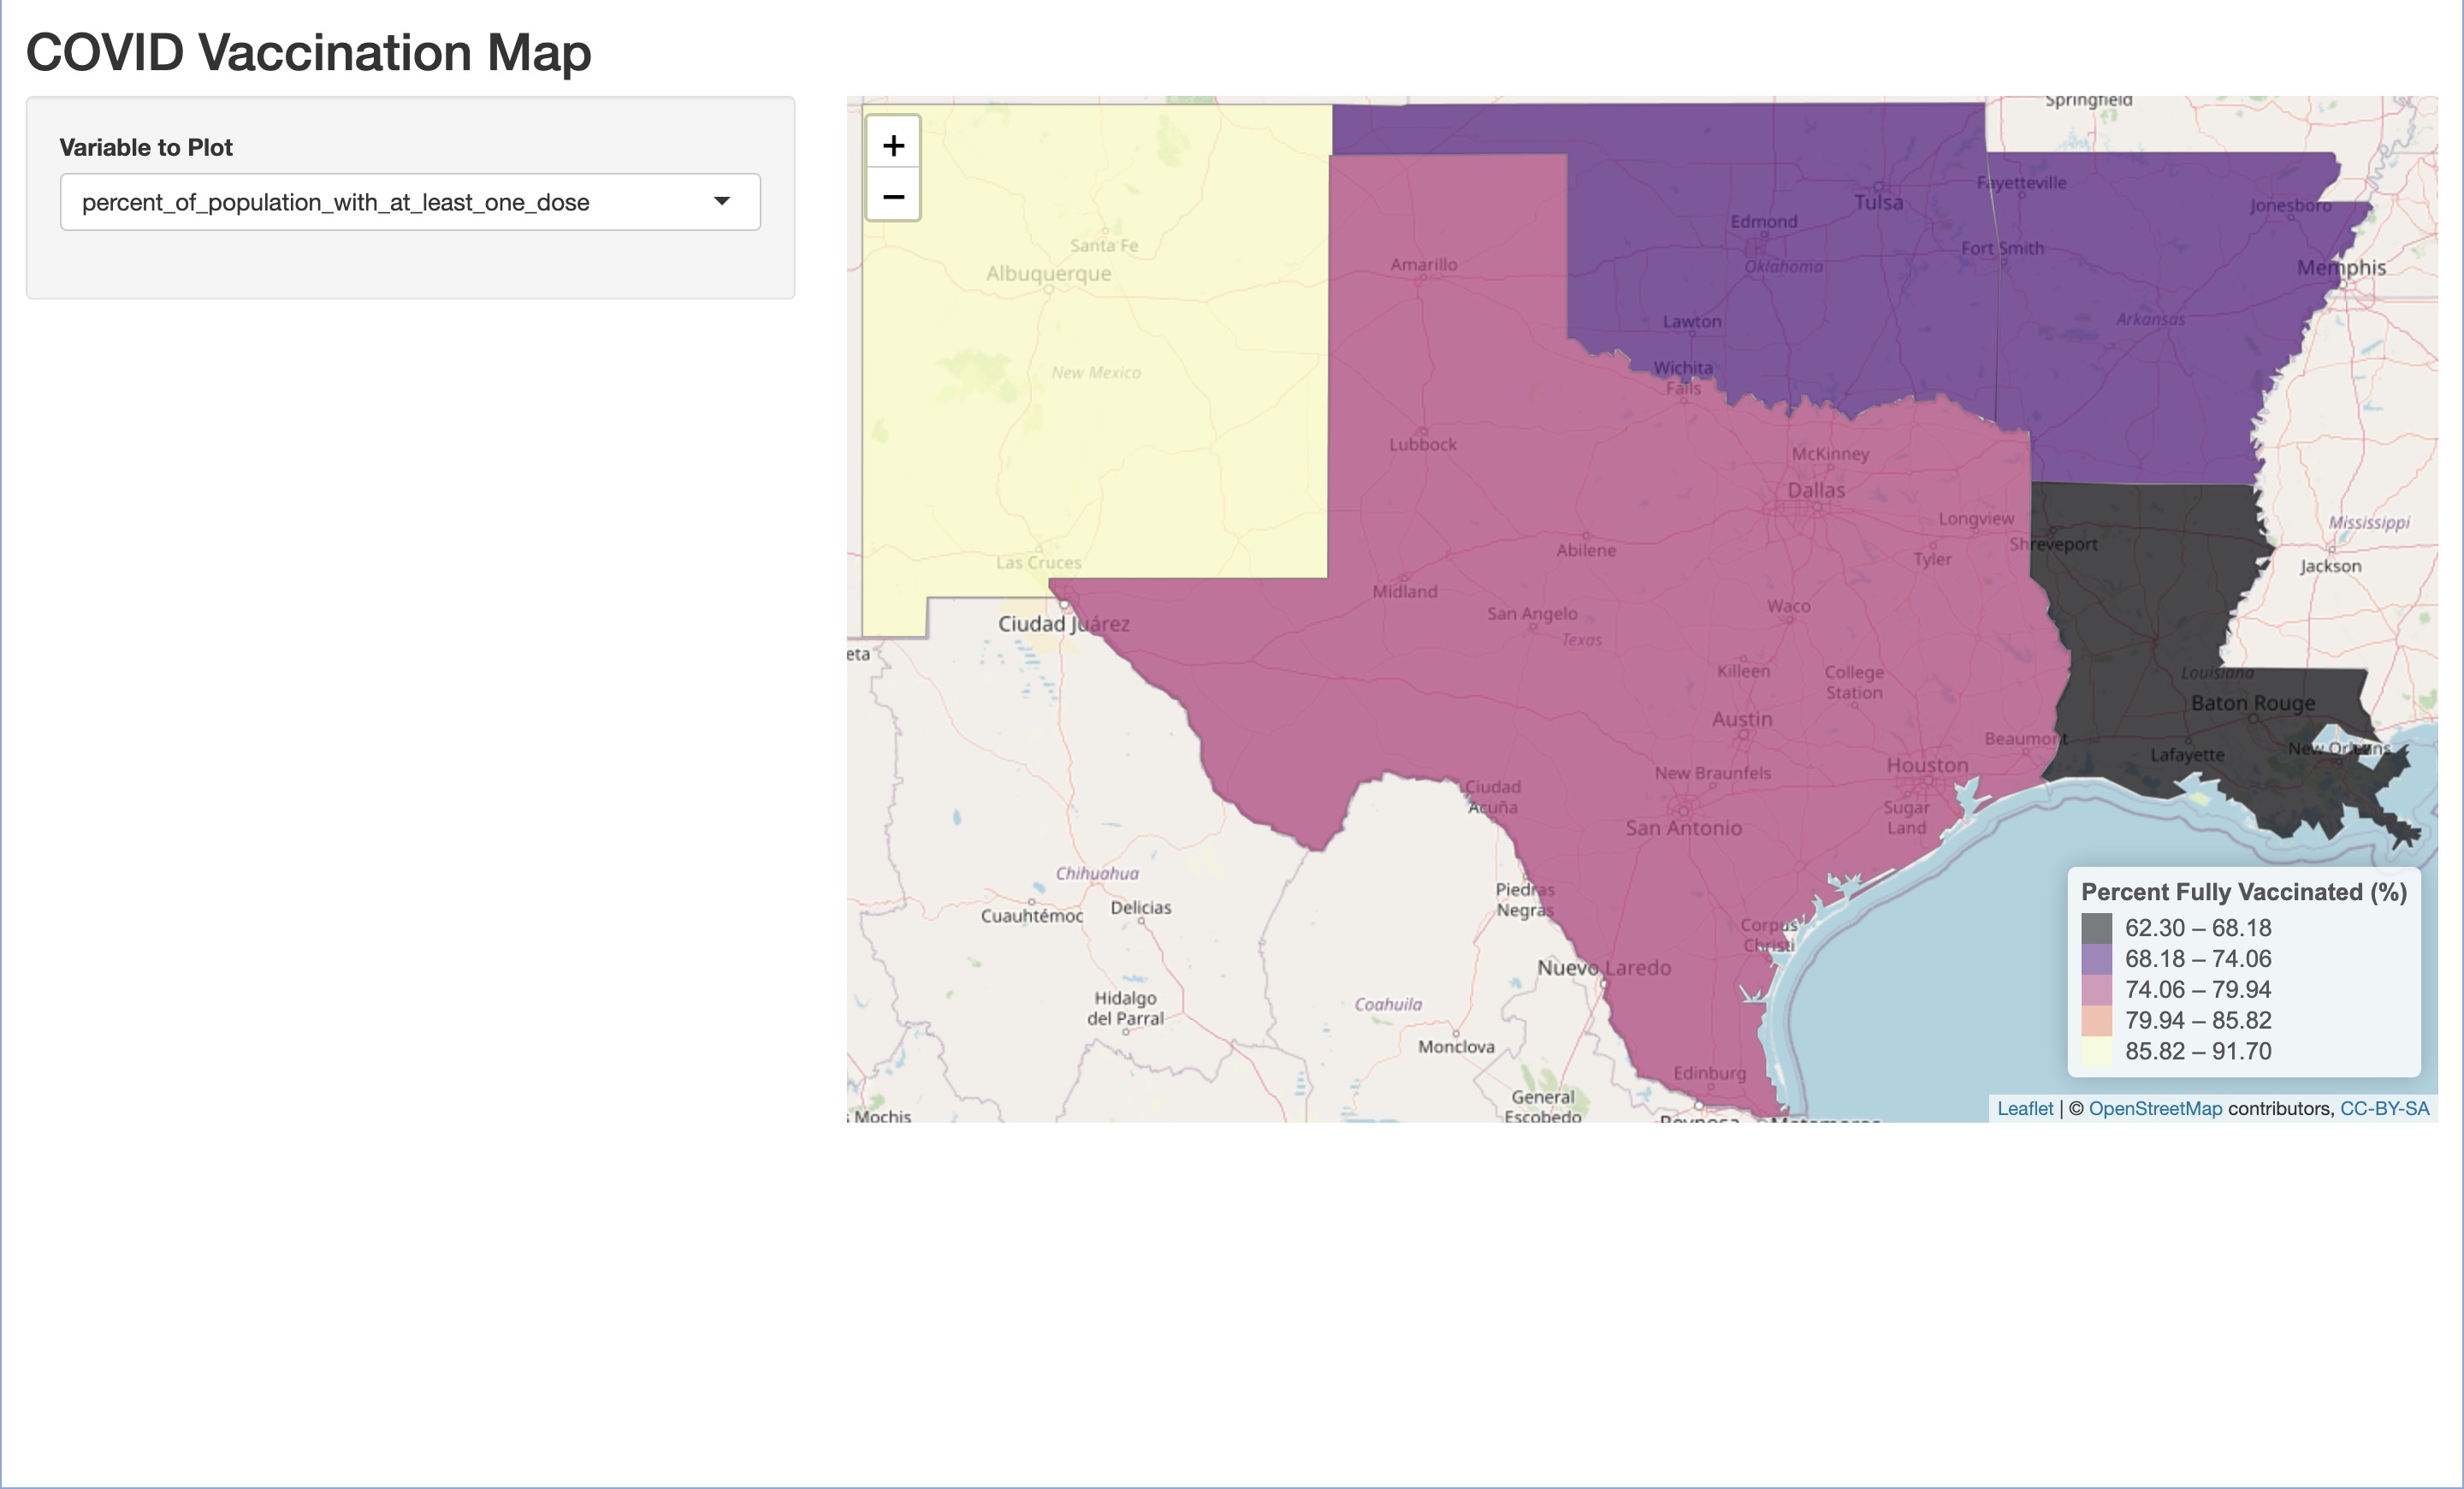 COVID Vaccination Map
Variable to Plot
percent_of_population_with_at_least_one_dose
+
−
Springfield
Fayetteville
Tulsa
Jonesboro
Edmond
Santa Fe
Fort Smith
Amarillo
Oklahoma
Memphis
Albuquerque
Lawton
Arkansas
Wichita
Falls
New Mexico
Lubbock
McKinney
Dallas
Longview
Mississippi
Shreveport
Abilene
Tyler
Las Cruces
Jackson
Midland
Waco
San Angelo
Ciudad Juárez
Texas
eta
Killeen
College
Station
Louisiana
Baton Rouge
Austin
Beaumont
New Orleans
Lafayette
Houston
New Braunfels
Ciudad
Acuña
Sugar
Land
San Antonio
Chihuahua
Piedras
Negras
Cuauhtémoc
Delicias
Corpus
Christi
Nuevo Laredo
Hidalgo
del Parral
Coahuila
Monclova
Edinburg
General
Escobedo
s Mochis
Reynosa
Matamoros
Percent Fully Vaccinated (%)
62.30 – 68.18
68.18 – 74.06
74.06 – 79.94
79.94 – 85.82
85.82 – 91.70
Leaflet | © OpenStreetMap contributors, CC-BY-SA